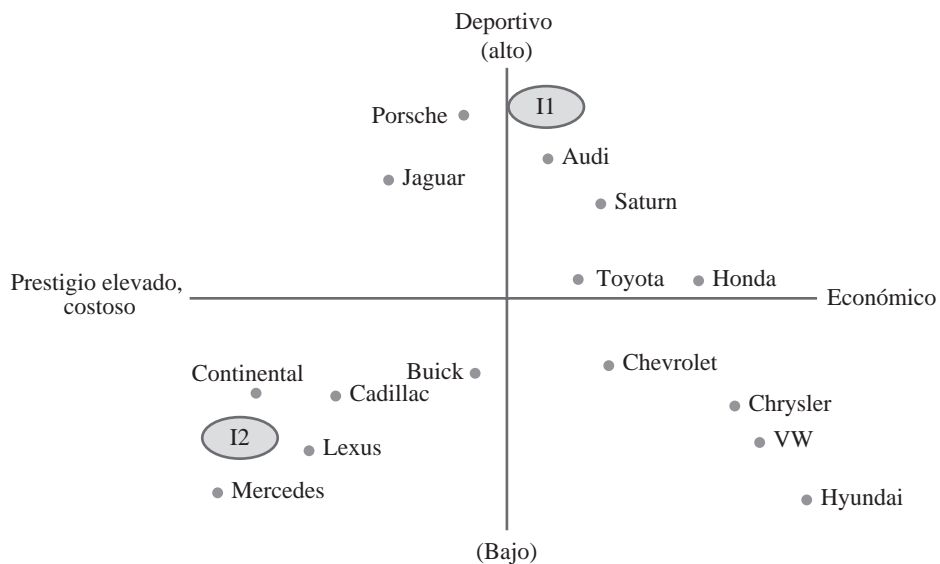 Deportivo
(alto)
I1
Porsche
Audi
Jaguar
Saturn
Prestigio elevado,
costoso
Toyota
Honda
Económico
Continental
Buick
Chevrolet
Cadillac
Chrysler
I2
Lexus
VW
Mercedes
Hyundai
(Bajo)